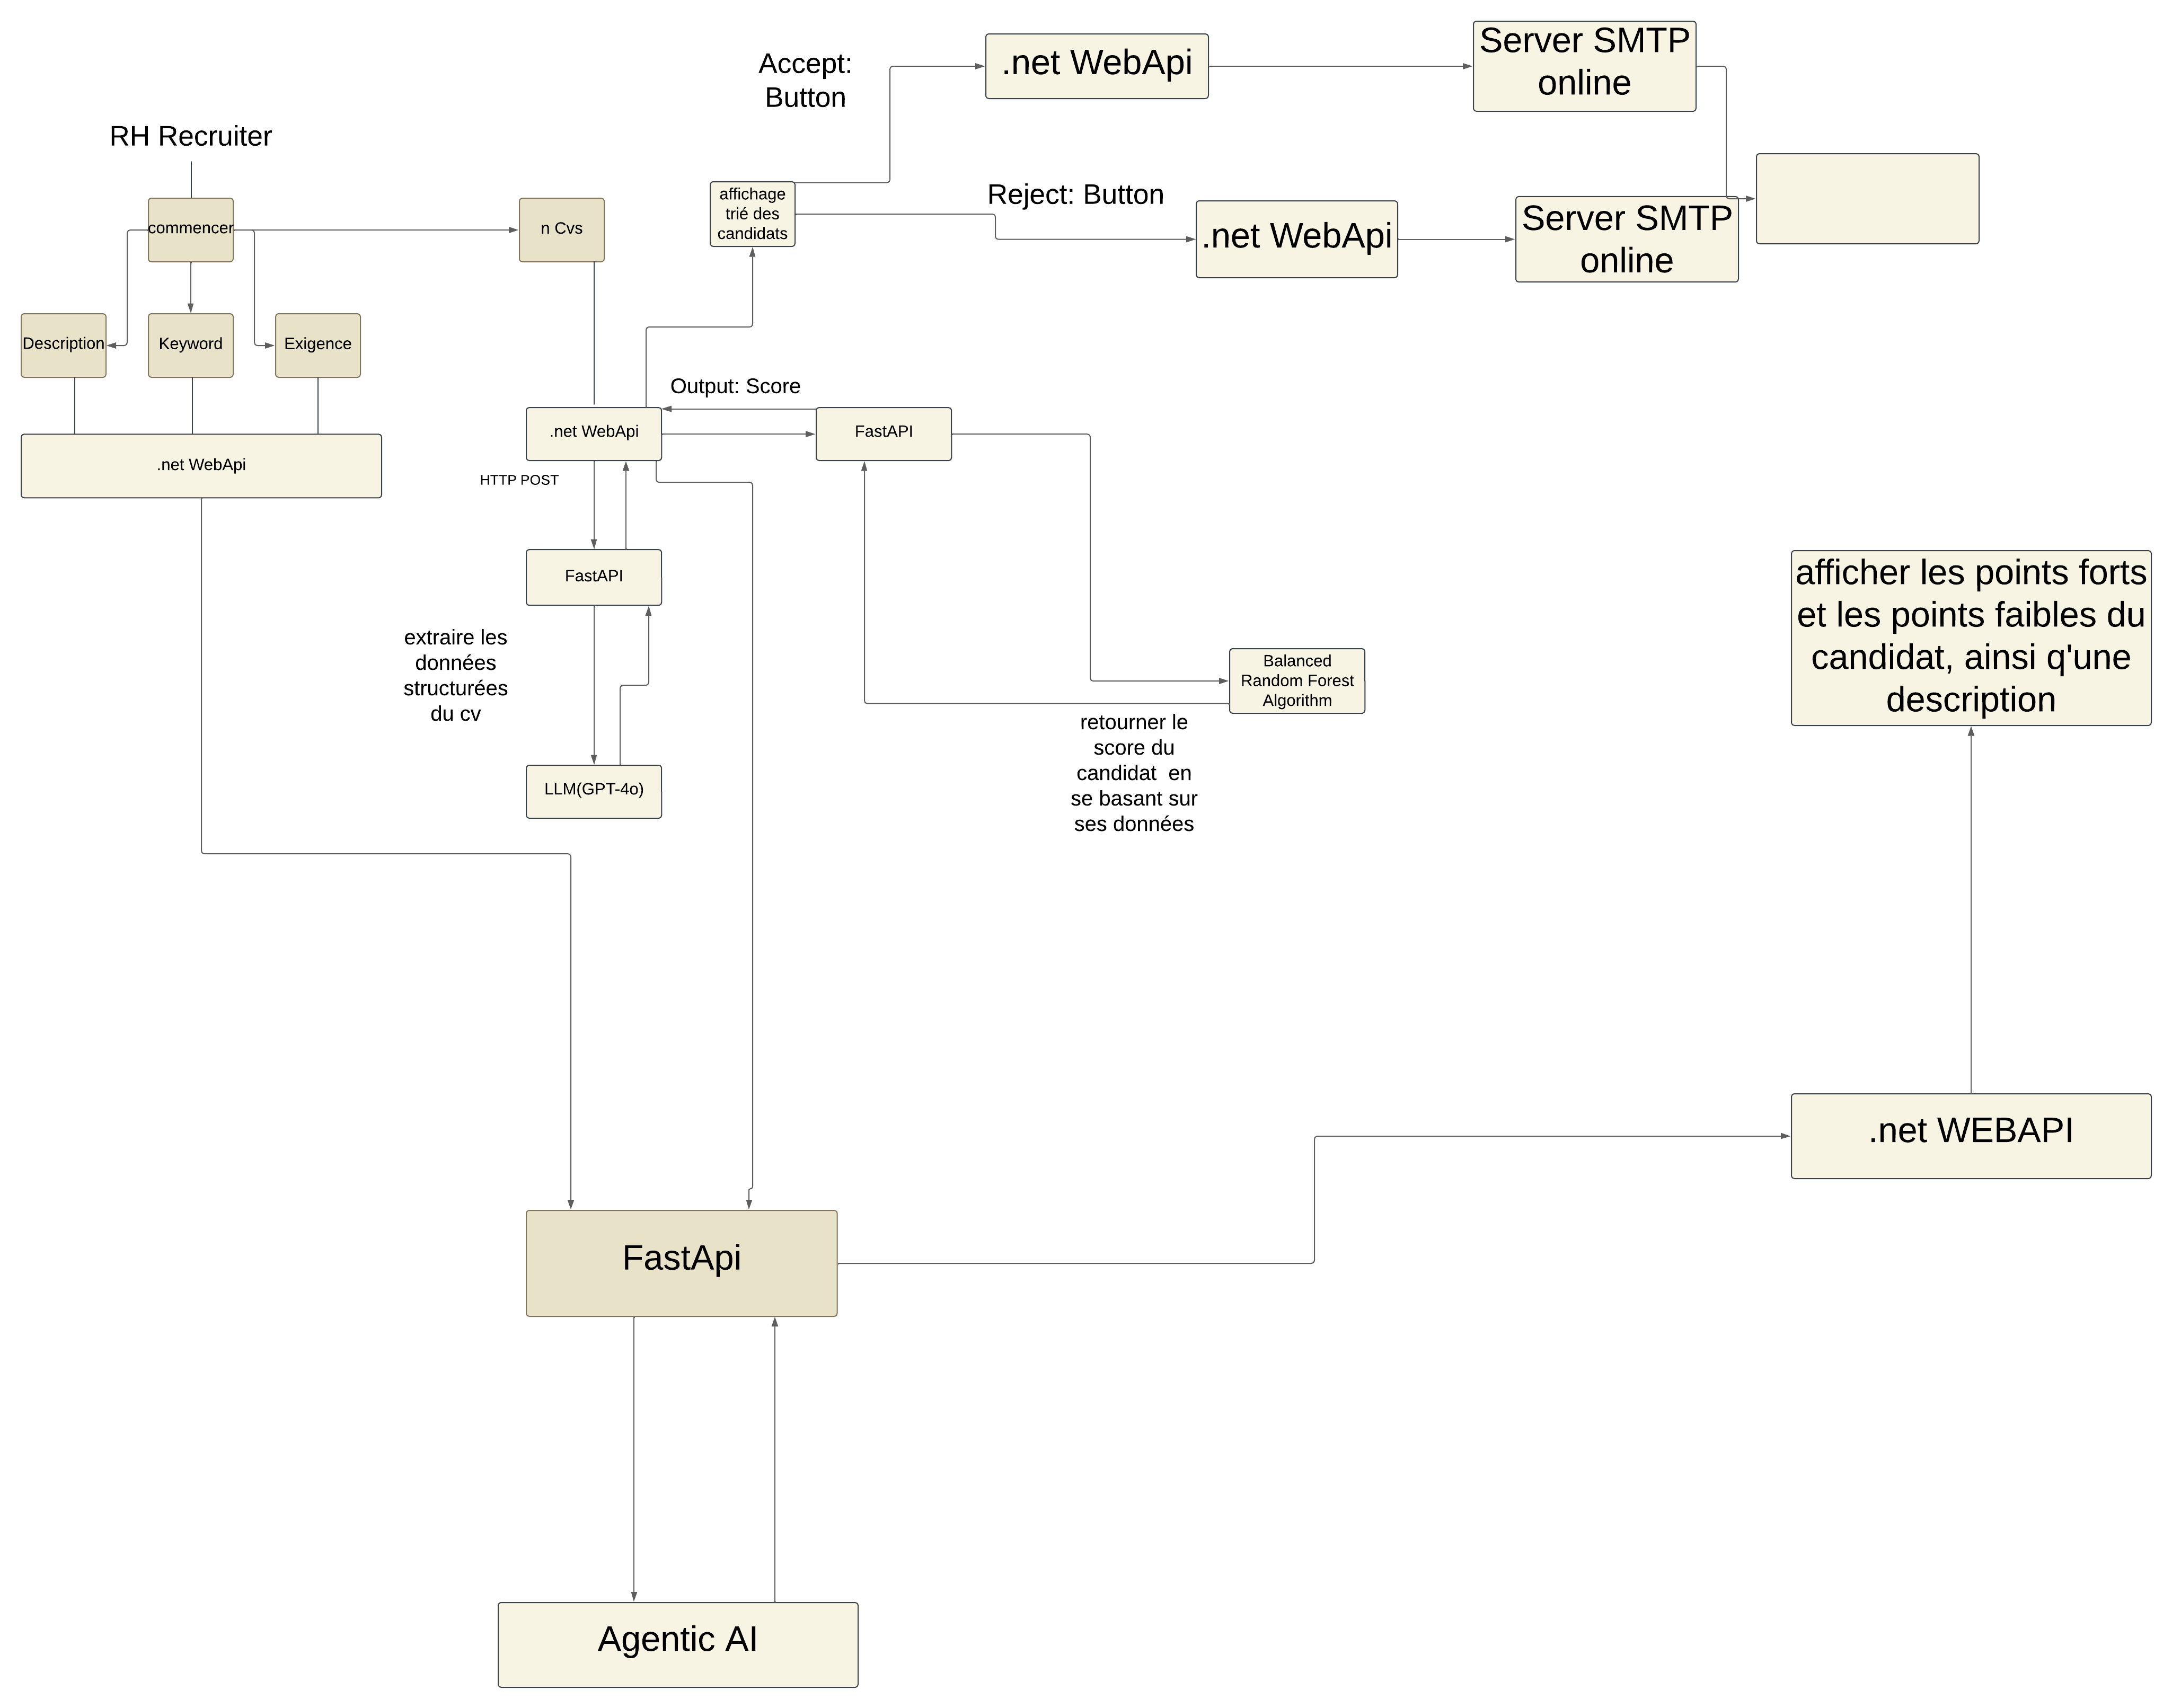 Accept:
Button
.net WebApi
Server SMTP
online
RH Recruiter
affichage
trié des
candidats
Reject: Button
.net WebApi
Server SMTP
online
commencer
n Cvs
Description
Keyword
Exigence
.net WebApi
Output: Score
.net WebApi
FastAPI
HTTP POST
FastAPI
extraire les
données
structurées
du cv
LLM(GPT-4o)
Balanced
Random Forest
Algorithm
retourner le
score du
candidat  en
se basant sur
ses données
afficher les points forts
et les points faibles du
candidat, ainsi q'une
description
.net WEBAPI
FastApi
Agentic AI